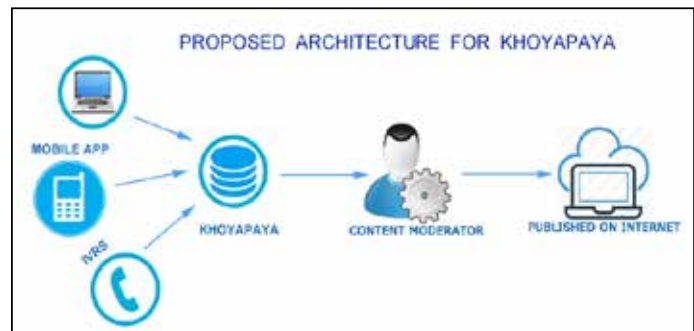 PROPOSED ARCHITECTURE FOR KHOYAPAYA
MOBILE APP
IVRS
KHOYAPAYA
CONTENT MODERATOR
PUBLISHED ON INTERNET